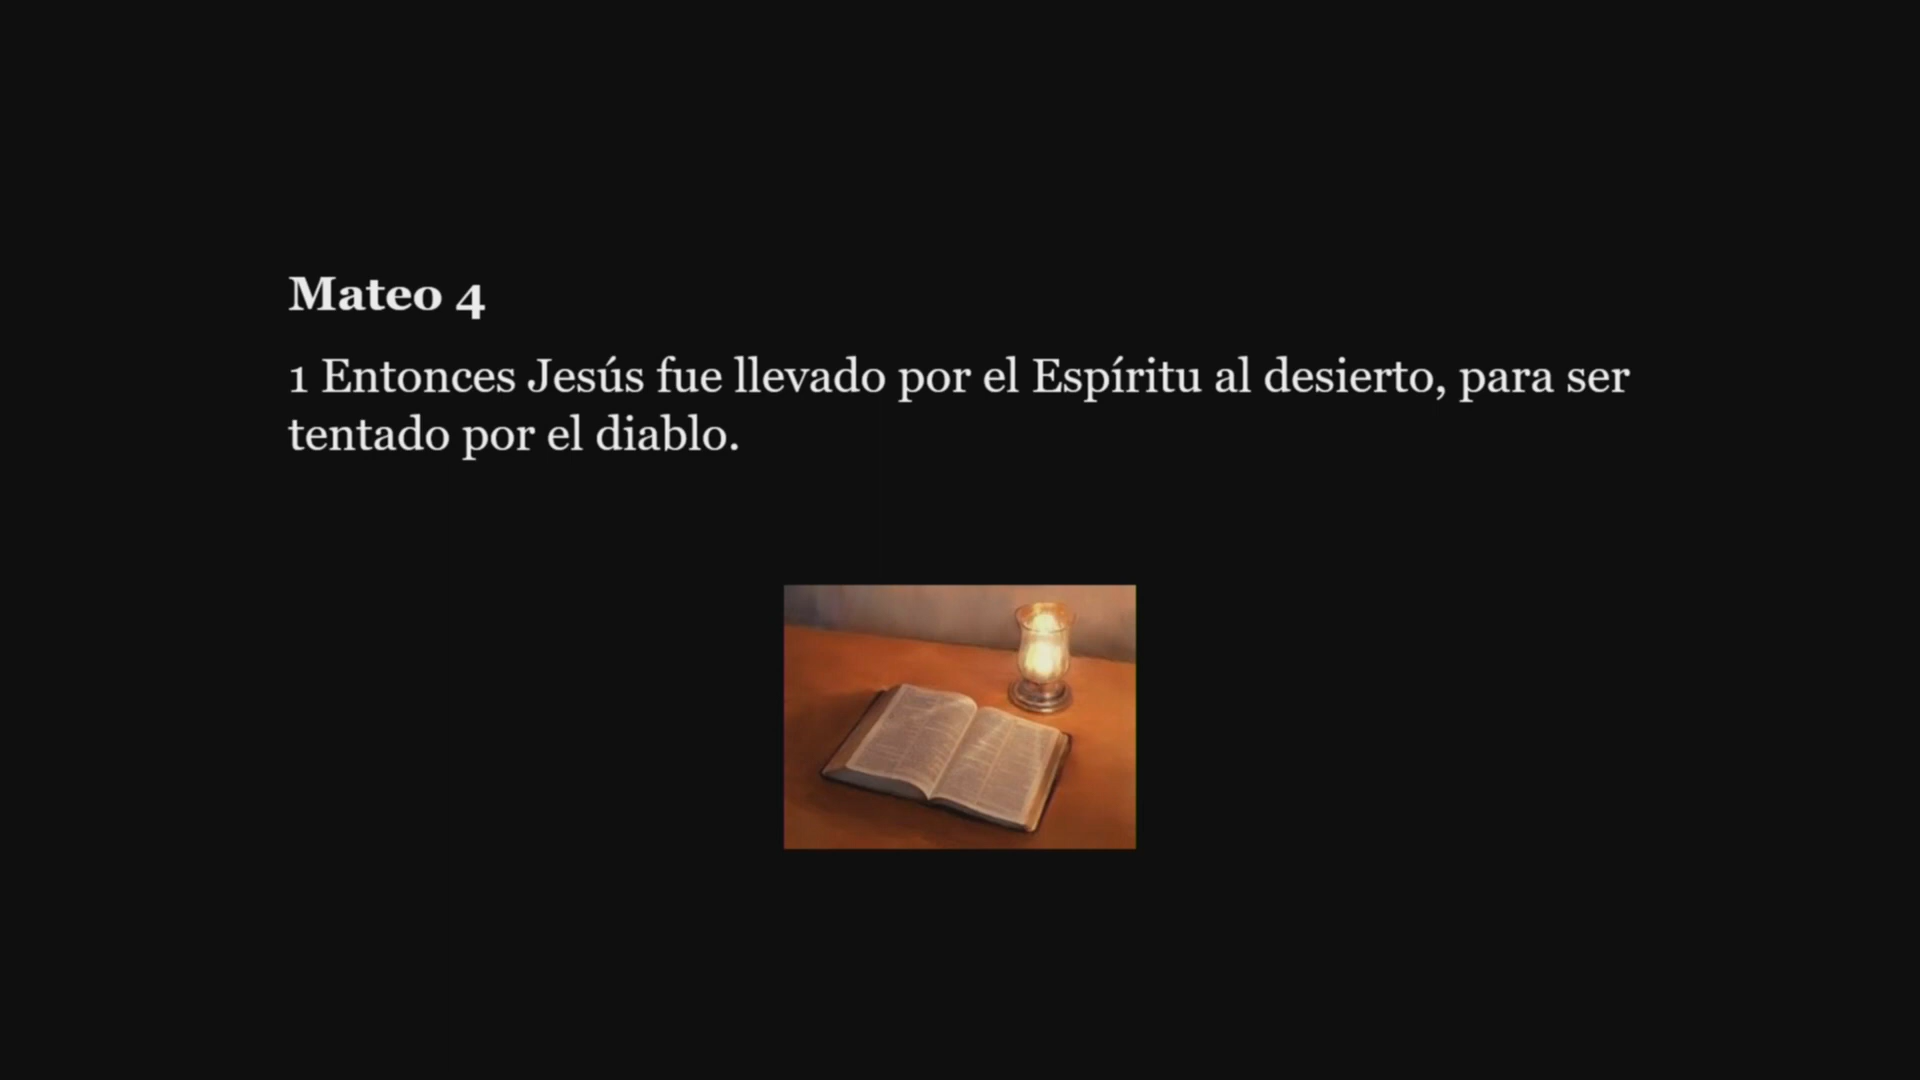 Mateo 4
1 Entonces Jesús fue llevado por el Espíritu al desierto, para ser
tentado por el diablo.